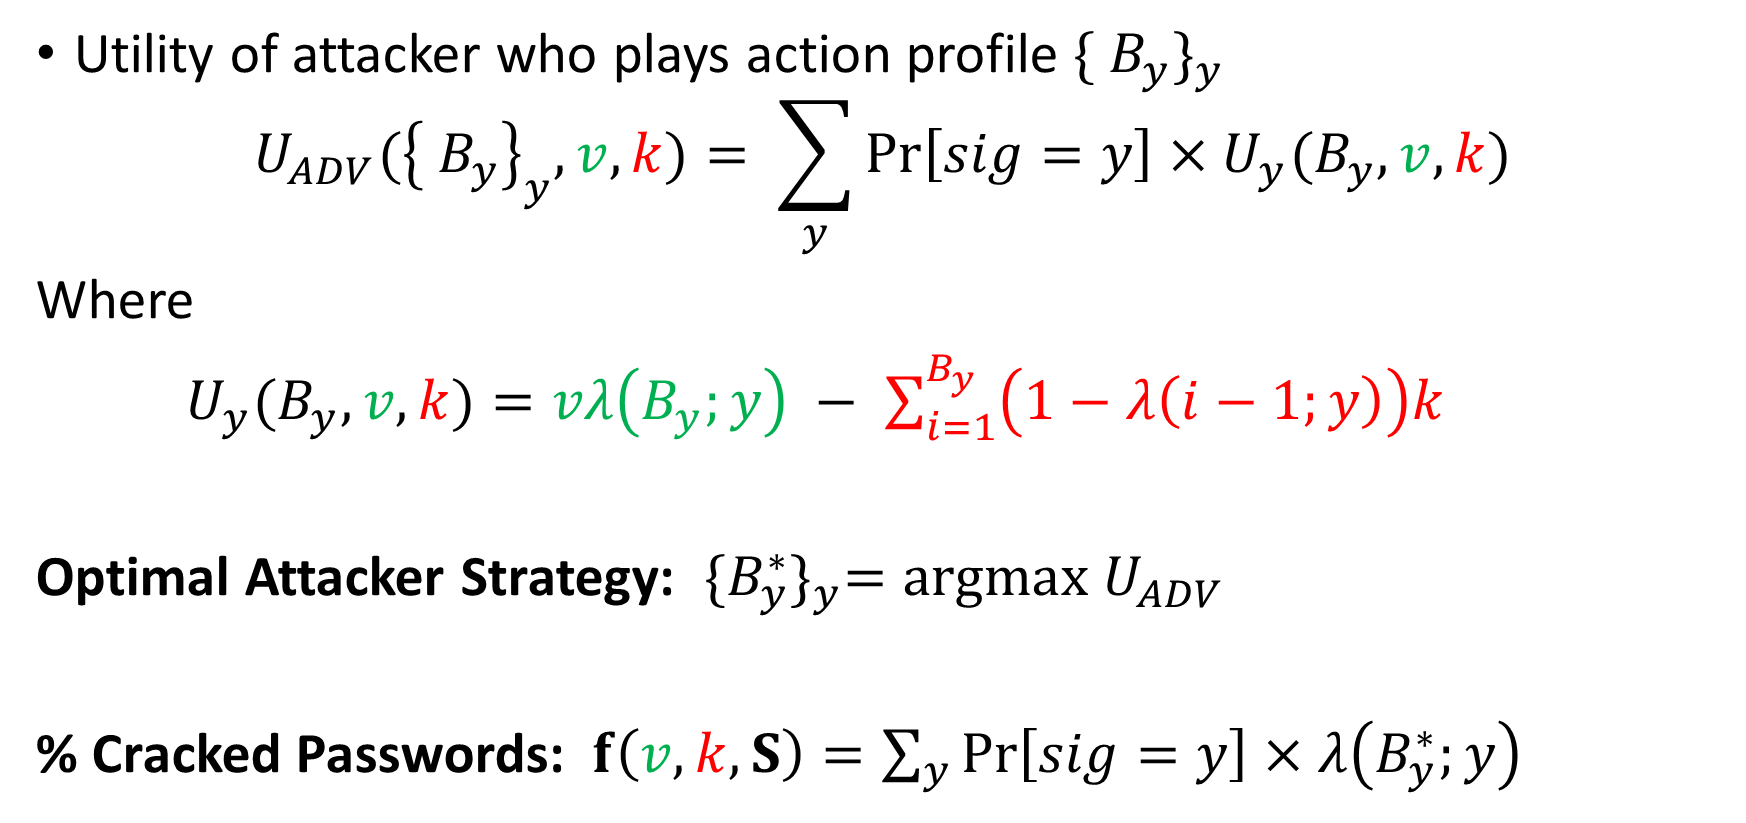 • Utility of attacker who plays action profile { B_y}_y
U_ADV({ B_y}_y, v, k) = ∑_y Pr[sig = y] × U_y(B_y, v, k)
Where
U_y(B_y, v, k) = vλ(B_y; y) − ∑_{i=1}^{B_y}(1 − λ(i − 1; y))k
Optimal Attacker Strategy: {B_y^*}_y= argmax U_ADV
% Cracked Passwords: f(v, k, S) = ∑_y Pr[sig = y] × λ(B_y^*; y)